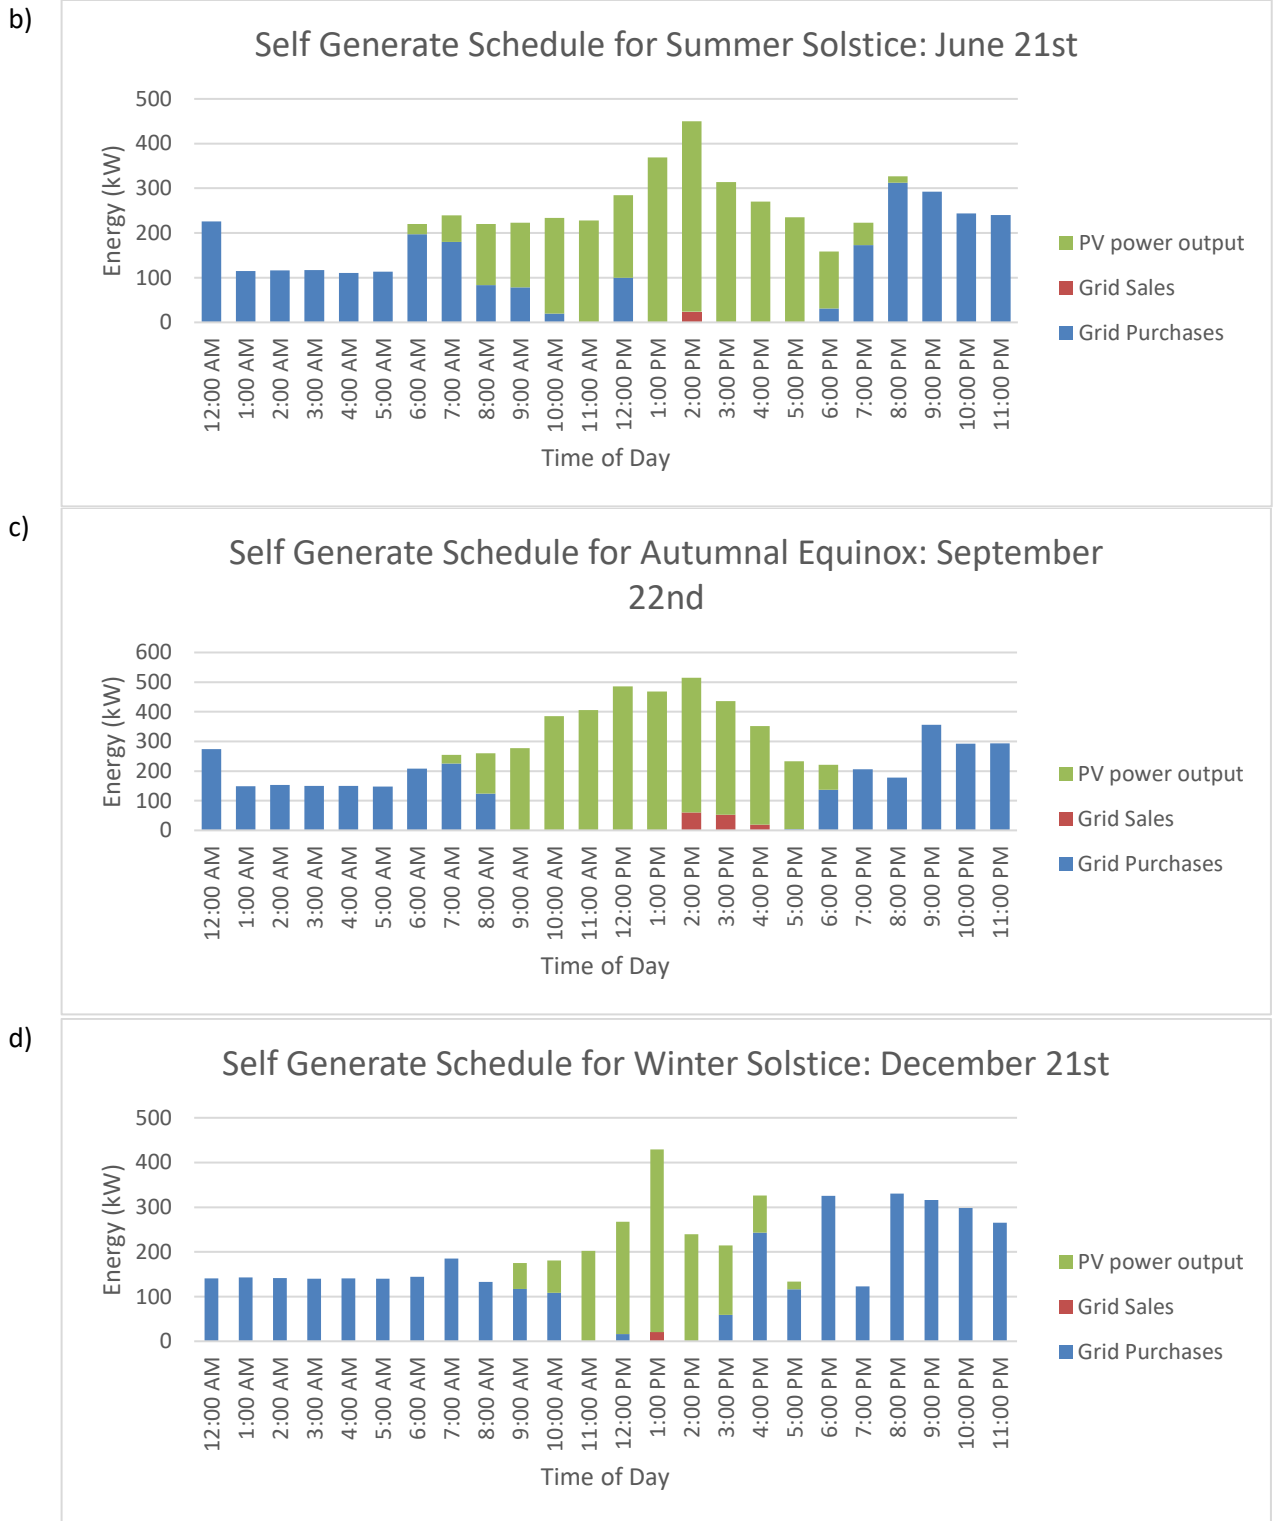 b)
Self Generate Schedule for Summer Solstice: June 21st
500
400
300
200
100
0
Energy (kW)
12:00 AM
1:00 AM
2:00 AM
3:00 AM
4:00 AM
5:00 AM
6:00 AM
7:00 AM
8:00 AM
9:00 AM
10:00 AM
11:00 AM
12:00 PM
1:00 PM
2:00 PM
3:00 PM
4:00 PM
5:00 PM
6:00 PM
7:00 PM
8:00 PM
9:00 PM
10:00 PM
11:00 PM
Time of Day
PV power output
Grid Sales
Grid Purchases
c)
Self Generate Schedule for Autumnal Equinox: September
22nd
600
500
400
300
200
100
0
Energy (kW)
12:00 AM
1:00 AM
2:00 AM
3:00 AM
4:00 AM
5:00 AM
6:00 AM
7:00 AM
8:00 AM
9:00 AM
10:00 AM
11:00 AM
12:00 PM
1:00 PM
2:00 PM
3:00 PM
4:00 PM
5:00 PM
6:00 PM
7:00 PM
8:00 PM
9:00 PM
10:00 PM
11:00 PM
Time of Day
PV power output
Grid Sales
Grid Purchases
d)
Self Generate Schedule for Winter Solstice: December 21st
500
400
300
200
100
0
Energy (kW)
12:00 AM
1:00 AM
2:00 AM
3:00 AM
4:00 AM
5:00 AM
6:00 AM
7:00 AM
8:00 AM
9:00 AM
10:00 AM
11:00 AM
12:00 PM
1:00 PM
2:00 PM
3:00 PM
4:00 PM
5:00 PM
6:00 PM
7:00 PM
8:00 PM
9:00 PM
10:00 PM
11:00 PM
Time of Day
PV power output
Grid Sales
Grid Purchases